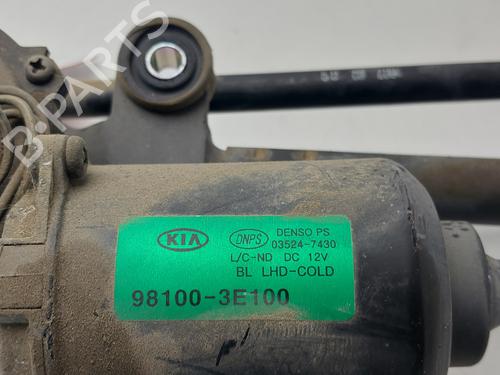 B-PARTS
KIA
DNPS
DENSO PS
03524-7430
L/C-ND DC 12V
BL LHD-COLD
98100-3E100